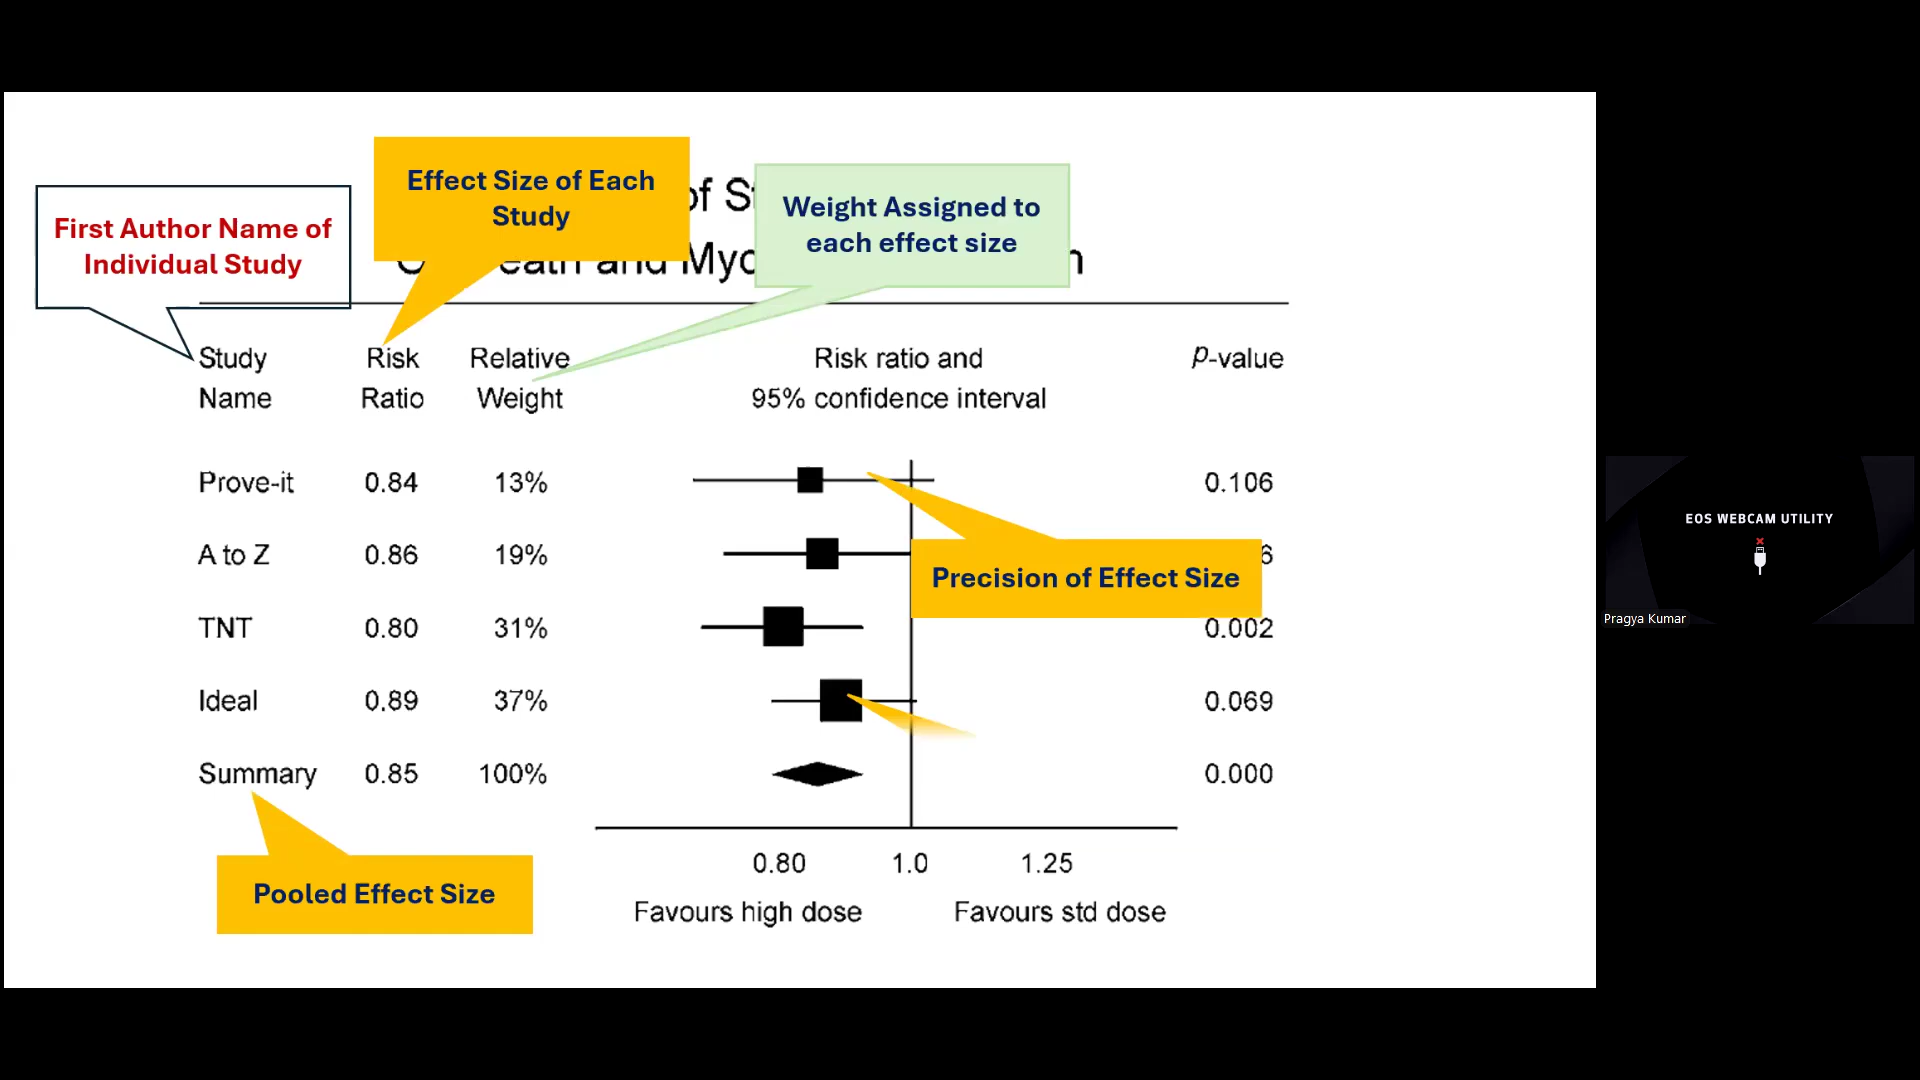 Effect Size of Each
Study
First Author Name of
Individual Study
Weight Assigned to
each effect size
of
and
Study
Name
Risk
Ratio
Relative
Weight
Risk ratio and
95% confidence interval
p-value
Prove-it 0.84 13% 0.106
A to Z 0.86 19% 6
Precision of Effect Size
TNT 0.80 31% 0.002
Ideal 0.89 37% 0.069
Summary 0.85 100% 0.000
0.80 1.0 1.25
Pooled Effect Size
Favours high dose Favours std dose
EOS WEBCAM UTILITY
Pragya Kumar